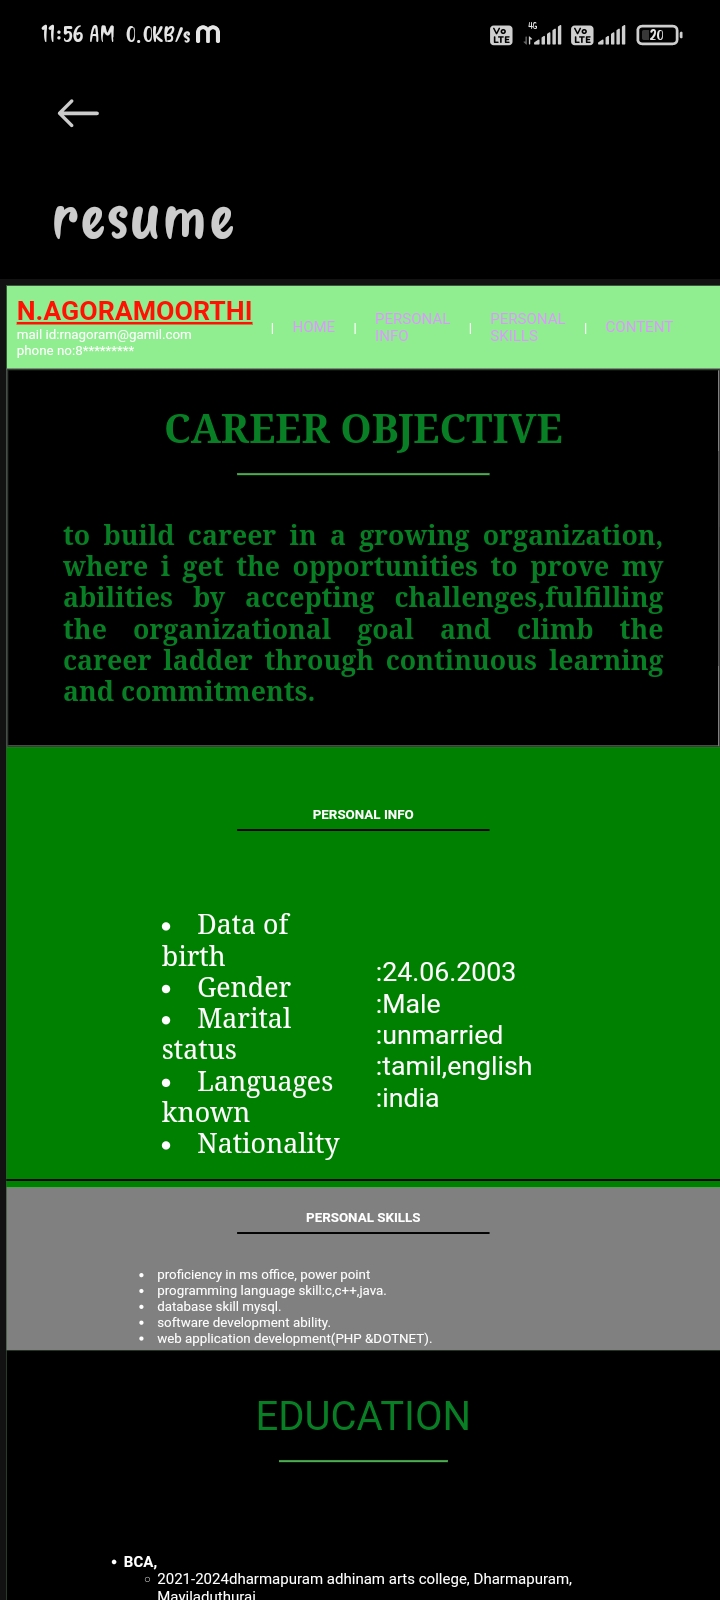 11:56 AM 0.0KB/s m
Vo LTE 4G Vo LTE 20
resume
N.AGORAMOORTHI
mail id:rnagoram@gamil.com
phone no:8*********
| HOME | PERSONAL INFO | PERSONAL SKILLS | CONTENT
CAREER OBJECTIVE
to build career in a growing organization,
where i get the opportunities to prove my
abilities by accepting challenges,fulfilling
the organizational goal and climb the
career ladder through continuous learning
and commitments.
PERSONAL INFO
• Data of
birth
• Gender
• Marital
status
• Languages
known
• Nationality
:24.06.2003
:Male
:unmarried
:tamil,english
:india
PERSONAL SKILLS
• proficiency in ms office, power point
• programming language skill:c,c++,java.
• database skill mysql.
• software development ability.
• web application development(PHP &DOTNET).
EDUCATION
• BCA,
○ 2021-2024dharmapuram adhinam arts college, Dharmapuram,
Mayiladuthurai